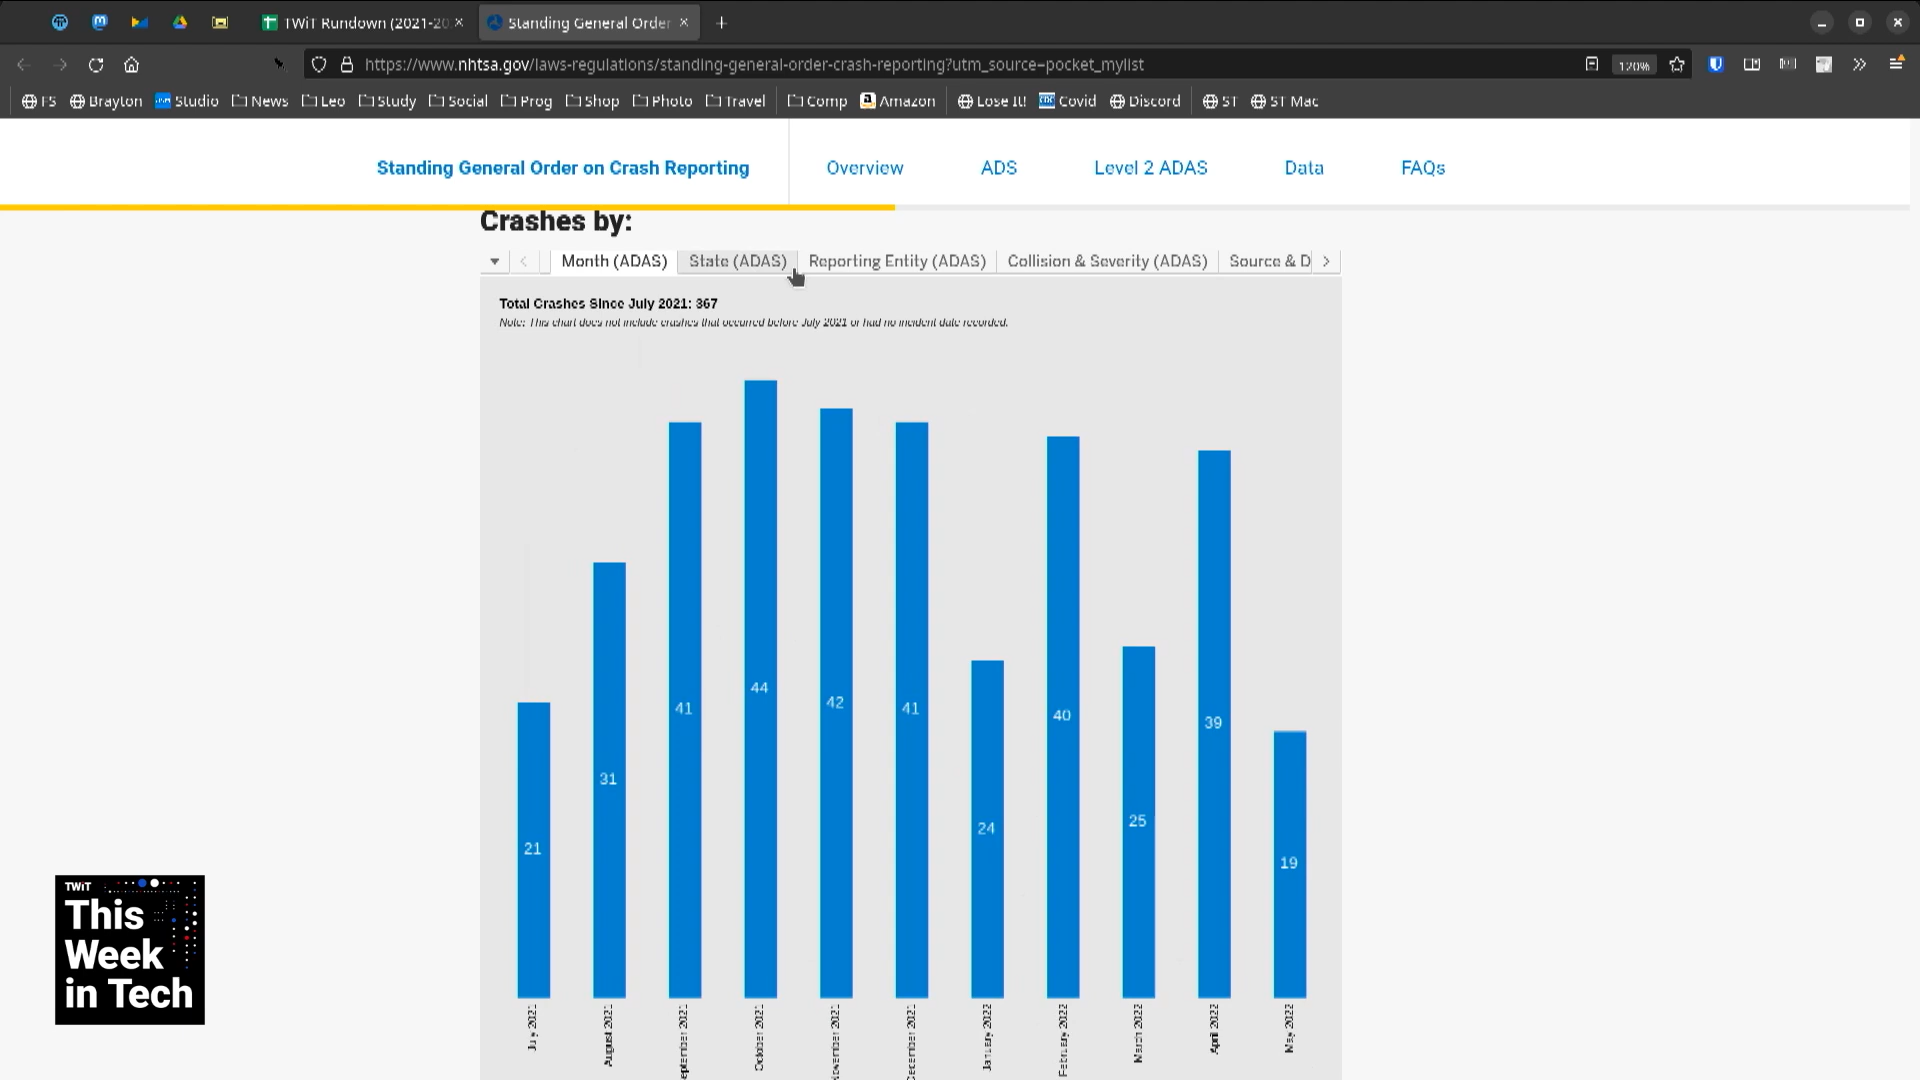 TWiT Rundown (2021-20
Standing General Order
https://www.nhtsa.gov/laws-regulations/standing-general-order-crash-reporting?utm_source=pocket_mylist
120%
FS Brayton Studio News Leo Study Social Prog Shop Photo Travel Comp Amazon Lose It! Covid Discord ST ST Mac
Standing General Order on Crash Reporting Overview ADS Level 2 ADAS Data FAQs
Crashes by:
Month (ADAS) State (ADAS) Reporting Entity (ADAS) Collision & Severity (ADAS) Source & D
Total Crashes Since July 2021: 367
Note: This chart does not include crashes that occurred before July 2021 or had no incident date recorded.
21 31 41 44 42 41 24 40 25 39 19
July 2021
August 2021
eptember 2021
October 2021
lovember 2021
ecember 2021
January 2022
February 2022
March 2022
April 2022
May 2022
TWiT
This
Week
in Tech